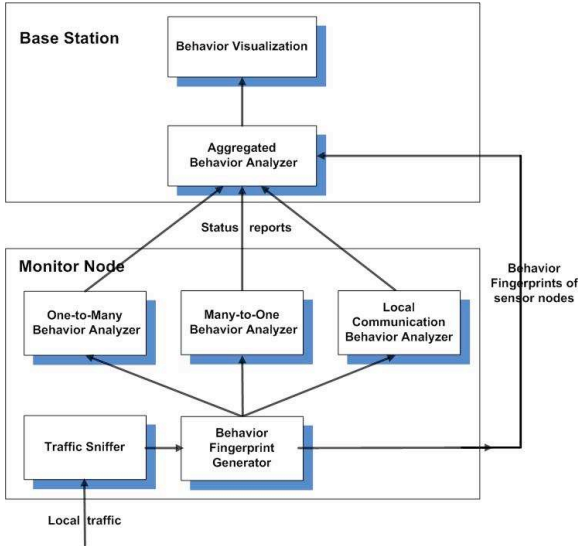 Base Station
Behavior Visualization
Aggregated
Behavior Analyzer
Status reports
Monitor Node
One-to-Many
Behavior Analyzer
Many-to-One
Behavior Analyzer
Local
Communication
Behavior Analyzer
Behavior
Fingerprints of
sensor nodes
Traffic Sniffer
Behavior
Fingerprint
Generator
Local traffic